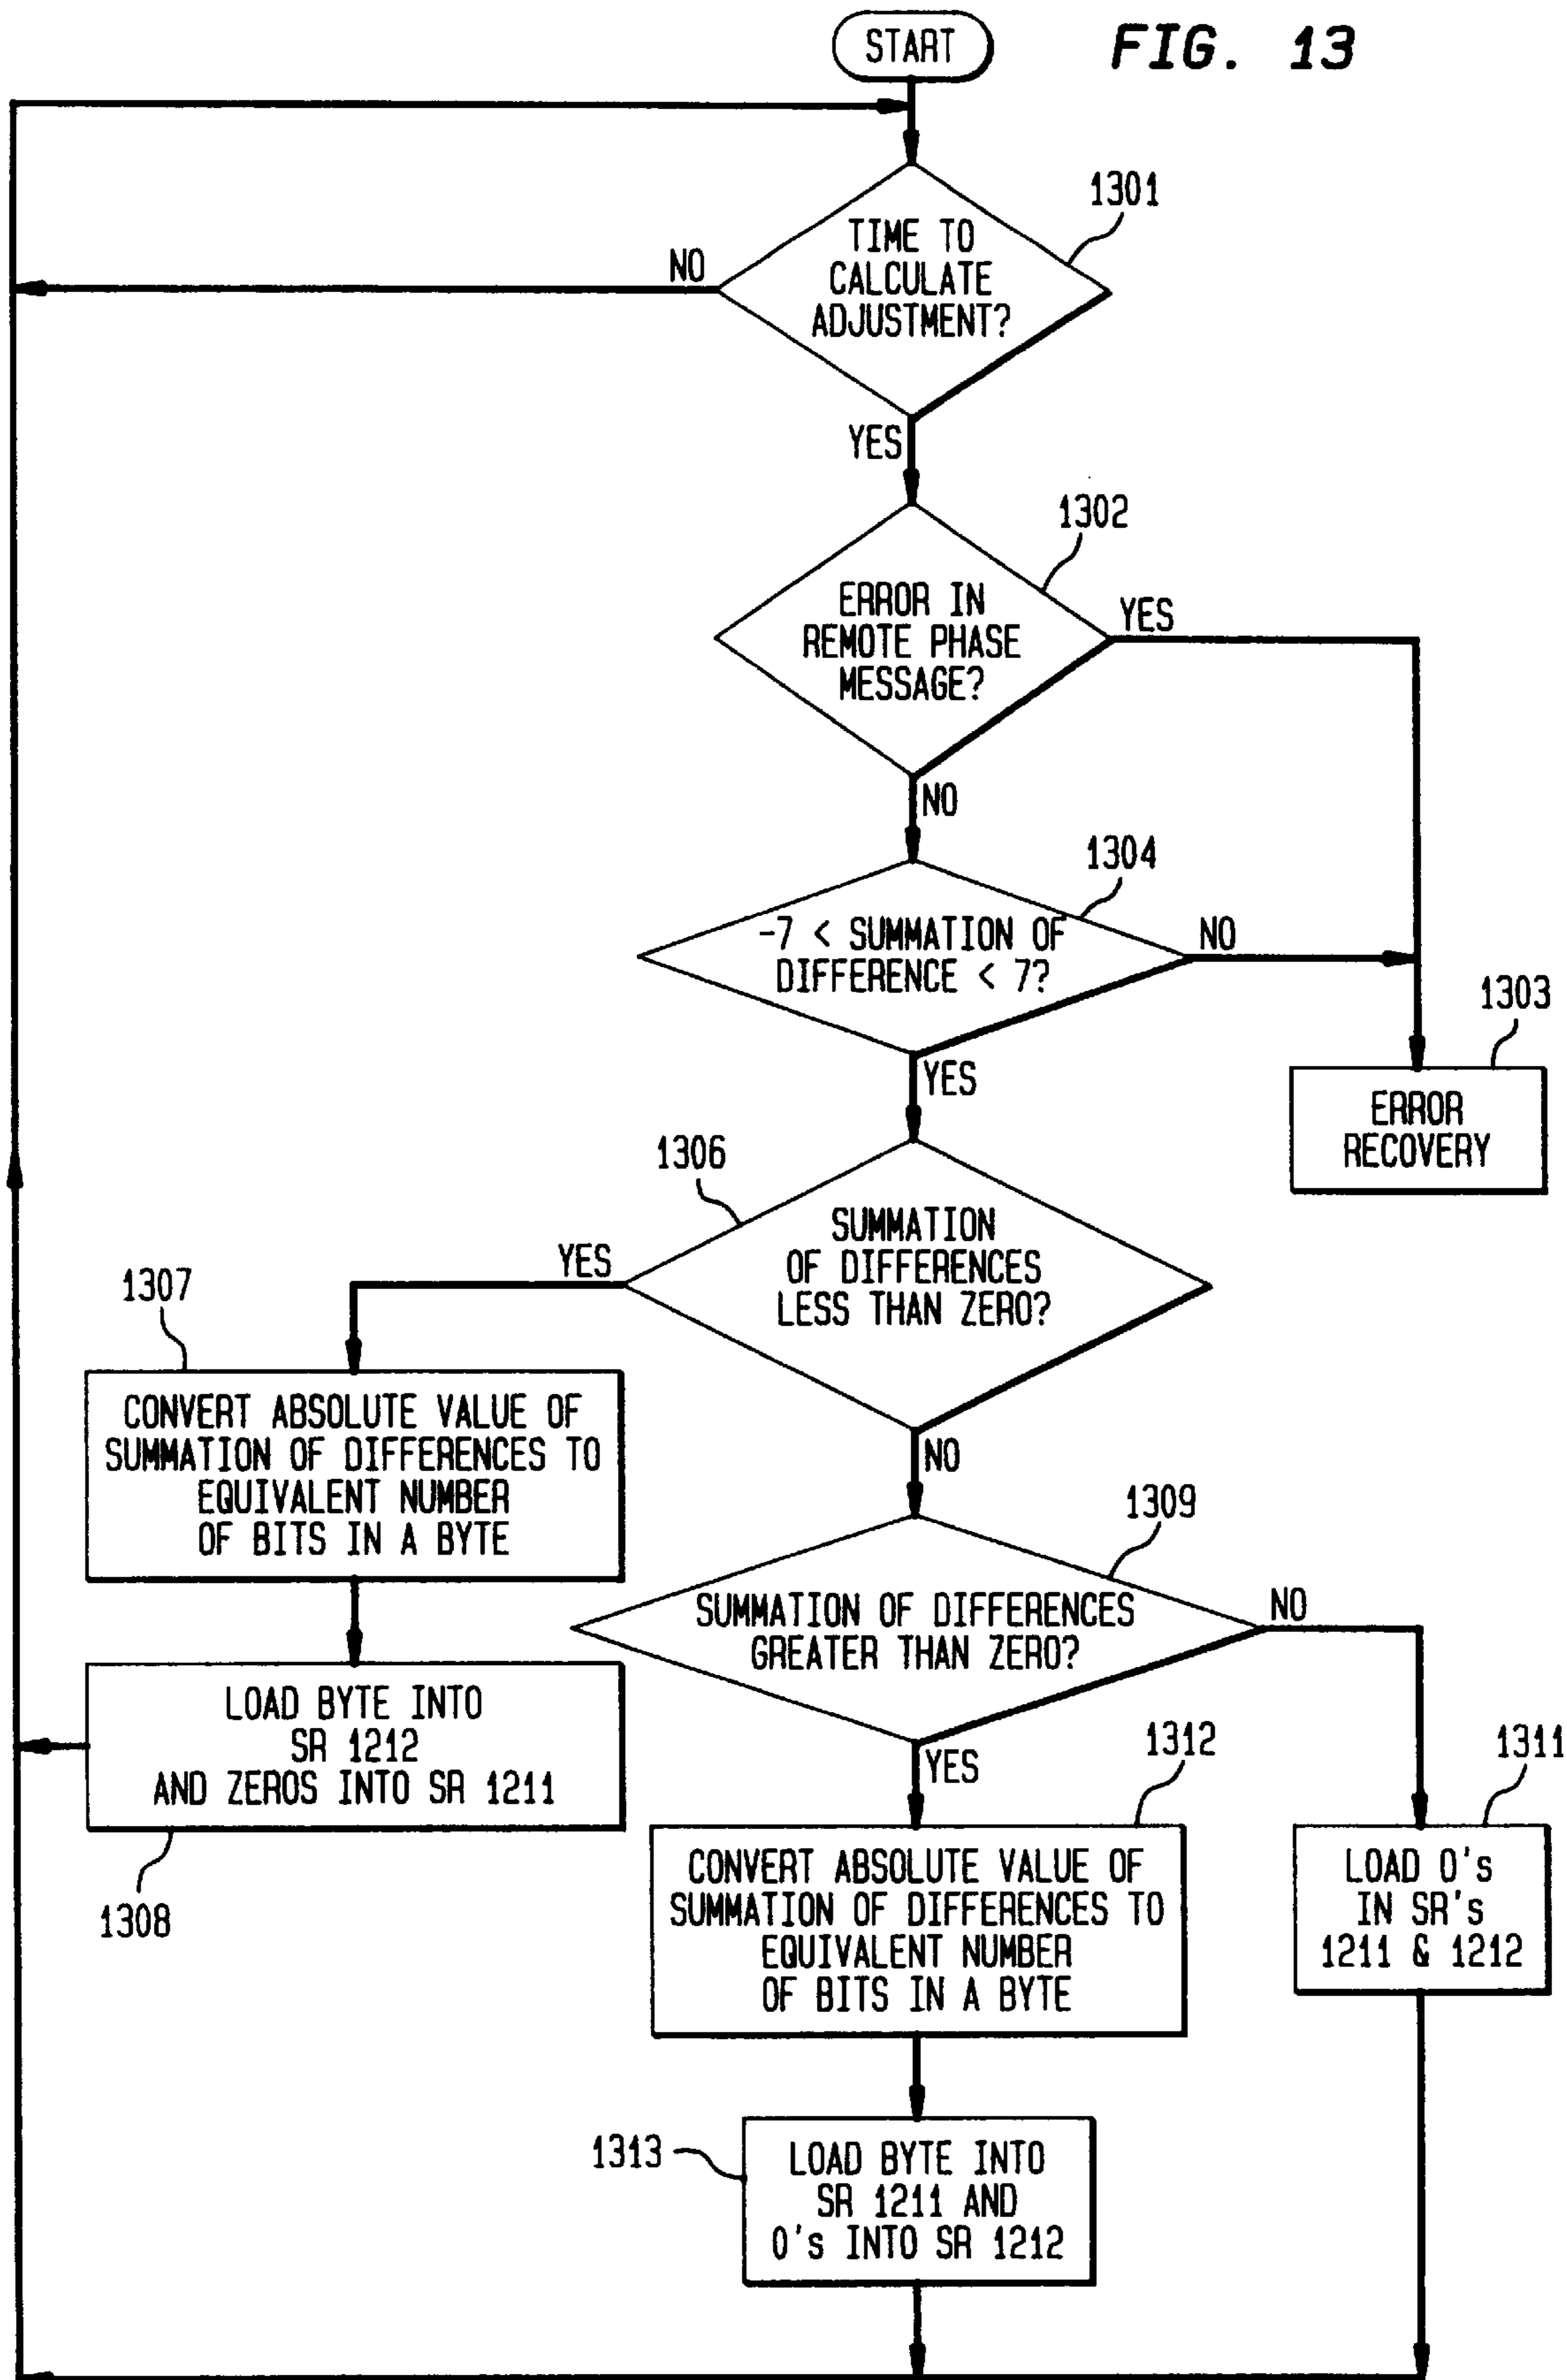 START
FIG. 13
1301
TIME TO
CALCULATE
ADJUSTMENT?
NO
YES
1302
ERROR IN
REMOTE PHASE
MESSAGE?
YES
NO
1304
-7 < SUMMATION OF
DIFFERENCE < 7?
NO
YES
1303
ERROR
RECOVERY
1306
SUMMATION
OF DIFFERENCES
LESS THAN ZERO?
YES
NO
1307
CONVERT ABSOLUTE VALUE OF
SUMMATION OF DIFFERENCES TO
EQUIVALENT NUMBER
OF BITS IN A BYTE
LOAD BYTE INTO
SR 1212
AND ZEROS INTO SR 1211
1308
1309
SUMMATION OF DIFFERENCES
GREATER THAN ZERO?
NO
YES
1312
CONVERT ABSOLUTE VALUE OF
SUMMATION OF DIFFERENCES TO
EQUIVALENT NUMBER
OF BITS IN A BYTE
1311
LOAD 0's
IN SR's
1211 & 1212
1313
LOAD BYTE INTO
SR 1211 AND
0's INTO SR 1212